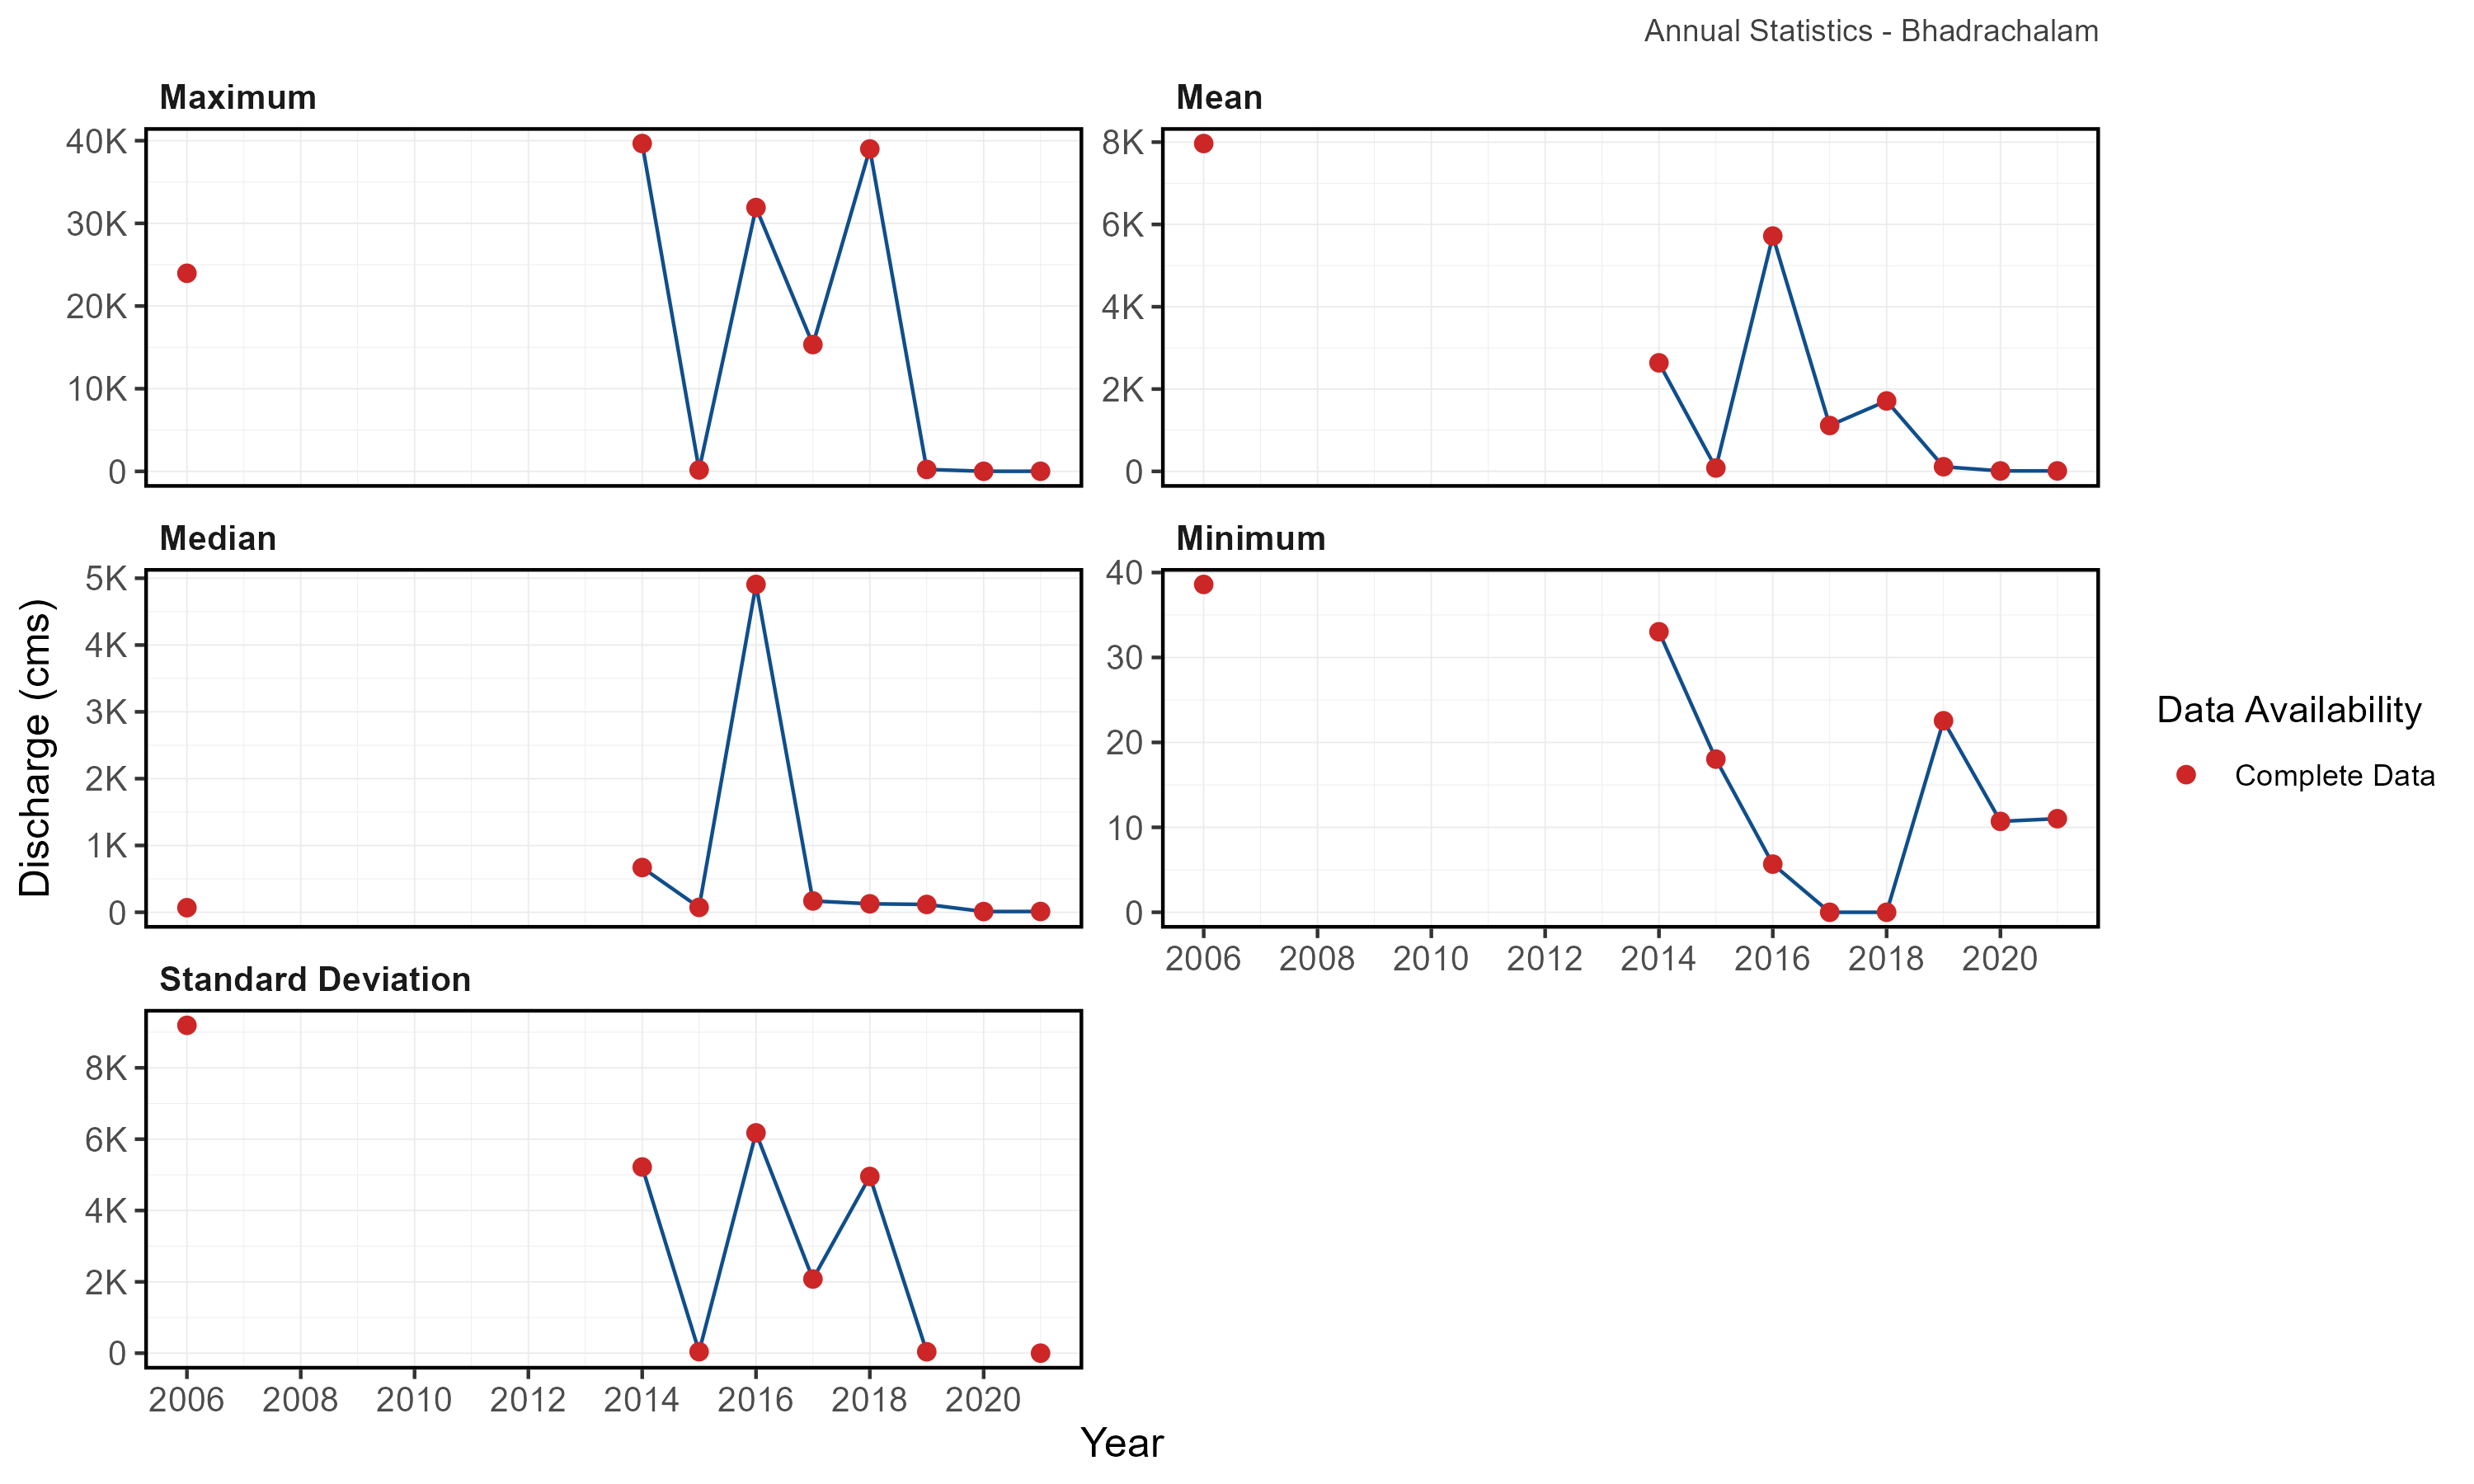 Annual Statistics - Bhadrachalam
Maximum
40K
30K
20K
10K
0
Mean
8K
6K
4K
2K
0
Median
5K
4K
3K
2K
1K
0
Minimum
40
30
20
10
0
2006 2008 2010 2012 2014 2016 2018 2020
Standard Deviation
8K
6K
4K
2K
0
2006 2008 2010 2012 2014 2016 2018 2020
Discharge (cms)
Year
Data Availability
Complete Data